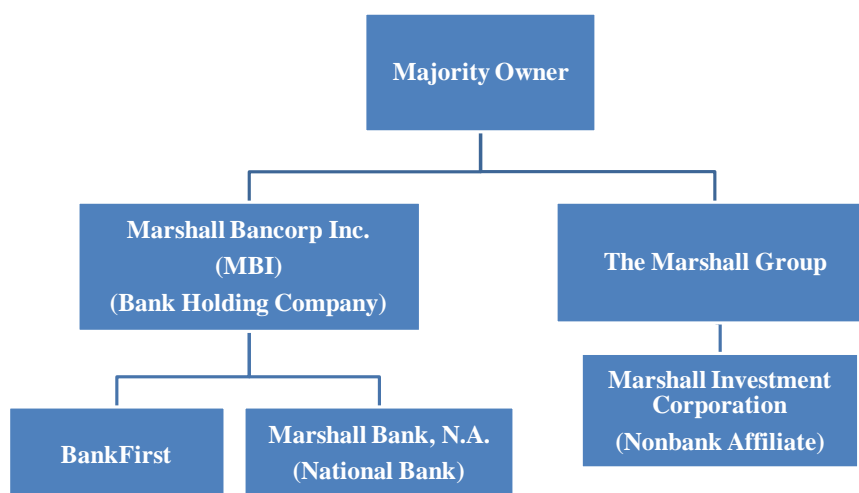 Majority Owner
Marshall Bancorp Inc.
(MBI)
(Bank Holding Company)
The Marshall Group
BankFirst
Marshall Bank, N.A.
(National Bank)
Marshall Investment
Corporation
(Nonbank Affiliate)